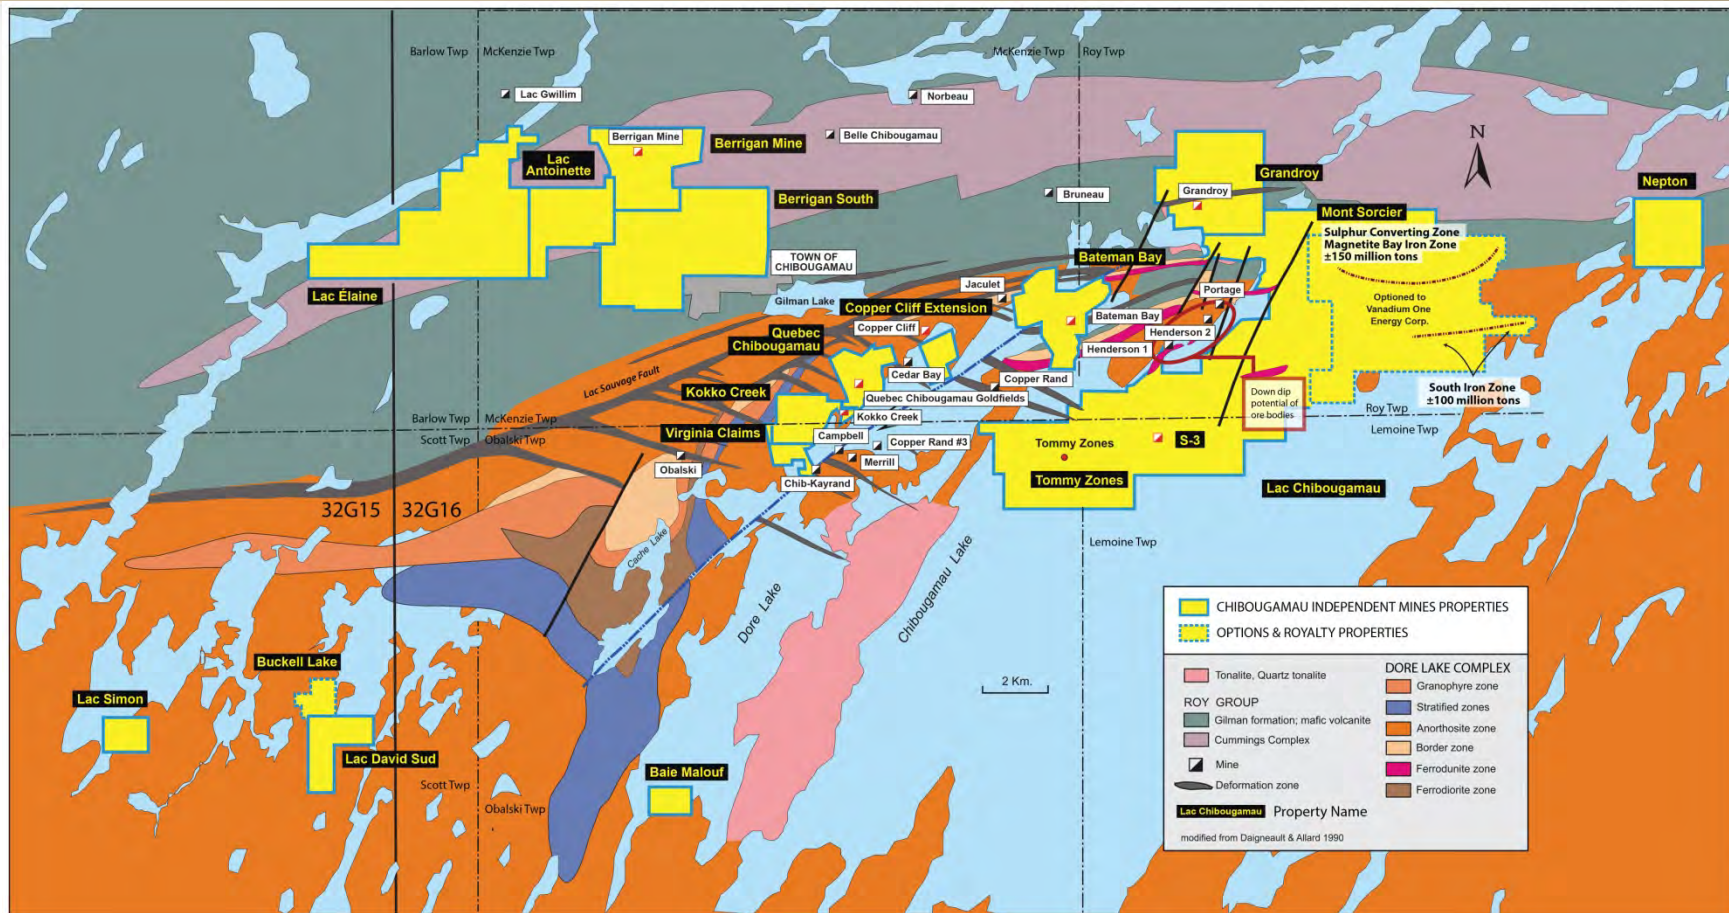 Barlow Twp
McKenzie Twp
McKenzie Twp
Roy Twp
Lac Gwillim
Norbeau
Berrigan Mine
Belle Chibougamau
Berrigan Mine
Lac
Antoinette
N
Grandroy
Nepton
Grandroy
Bruneau
Berrigan South
Mont Sorcier
Sulphur Converting Zone
Magnetite Bay Iron Zone
±150 million tons
TOWN OF
CHIBOUGAMAU
Bateman Bay
Lac Élaine
Jaculet
Gilman Lake
Portage
Optioned to
Vanadium One
Energy Corp.
Copper Cliff Extension
Bateman Bay
Copper Cliff
Henderson 2
Quebec
Chibougamau
Henderson 1
Cedar Bay
Copper Rand
Lac Sauvage Fault
South Iron Zone
±100 million tons
Kokko Creek
Quebec Chibougamau Goldfields
Down dip
potential of
ore bodies
Roy Twp
Lemoine Twp
Barlow Twp
McKenzie Twp
Kokko Creek
Scott Twp
Obalski Twp
Virginia Claims
Campbell
Copper Rand #3
Tommy Zones
S-3
Obalski
Merrill
Chib-Kayrand
Tommy Zones
Lac Chibougamau
32G15
32G16
Lemoine Twp
Cache Lake
Dore Lake
Chibougamau Lake
CHIBOUGAMAU INDEPENDENT MINES PROPERTIES
OPTIONS & ROYALTY PROPERTIES
Buckell Lake
Lac Simon
Lac David Sud
Baie Malouf
2 Km.
Scott Twp
Obalski Twp
Tonalite, Quartz tonalite
ROY GROUP
Gilman formation; mafic volcanite
Cummings Complex
Mine
Deformation zone
Lac Chibougamau
Property Name
modified from Daigneault & Allard 1990
DORE LAKE COMPLEX
Granophyre zone
Stratified zones
Anorthosite zone
Border zone
Ferrodunite zone
Ferrodiorite zone